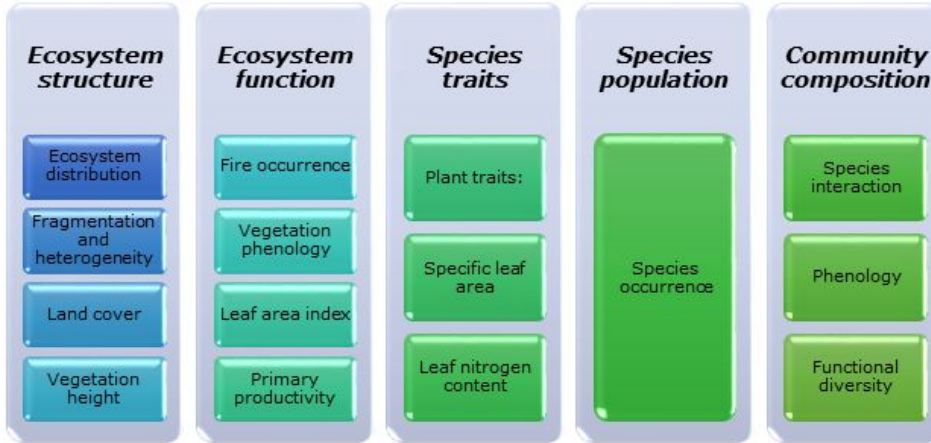 Ecosystem
structure
Ecosystem
distribution
Fragmentation
and
heterogeneity
Land cover
Vegetation
height
Ecosystem
function
Fire occurrence
Vegetation
phenology
Leaf area index
Primary
productivity
Species
traits
Plant traits:
Specific leaf
area
Leaf nitrogen
content
Species
population
Species
occurrence
Community
composition
Species
interaction
Phenology
Functional
diversity